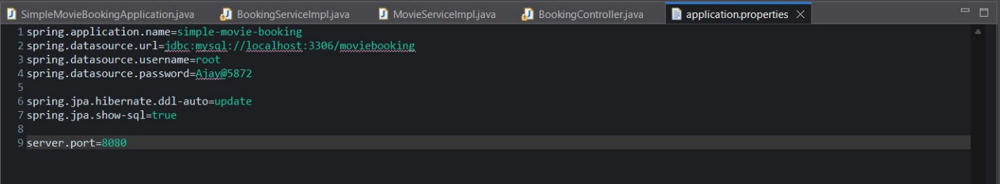 SimpleMovieBookingApplication.java BookingServiceImpl.java MovieServiceImpl.java BookingController.java application.properties
1 spring.application.name=simple-movie-booking
2 spring.datasource.url=jdbc:mysql://localhost:3306/moviebooking
3 spring.datasource.username=root
4 spring.datasource.password=Ajay@5872
5
6 spring.jpa.hibernate.ddl-auto=update
7 spring.jpa.show-sql=true
8
9 server.port=8080